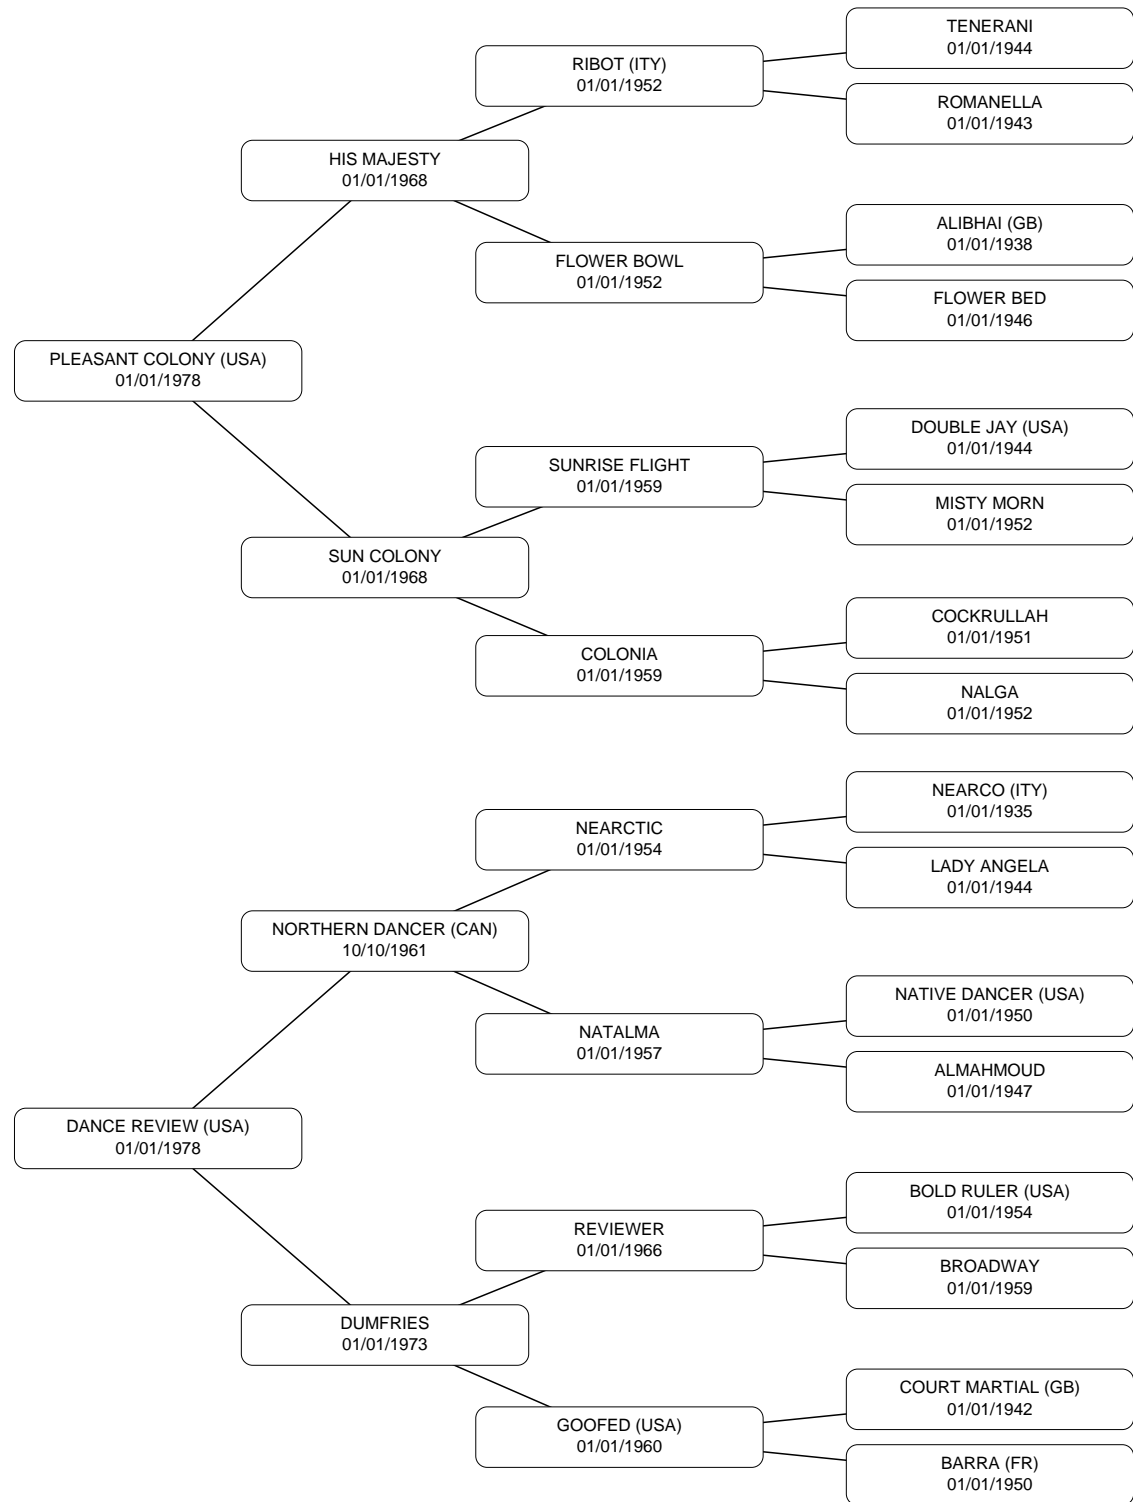 TENERANI
01/01/1944
RIBOT (ITY)
01/01/1952
ROMANELLA
01/01/1943
HIS MAJESTY
01/01/1968
ALIBHAI (GB)
01/01/1938
FLOWER BOWL
01/01/1952
FLOWER BED
01/01/1946
PLEASANT COLONY (USA)
01/01/1978
DOUBLE JAY (USA)
01/01/1944
SUNRISE FLIGHT
01/01/1959
MISTY MORN
01/01/1952
SUN COLONY
01/01/1968
COCKRULLAH
01/01/1951
COLONIA
01/01/1959
NALGA
01/01/1952
NEARCO (ITY)
01/01/1935
NEARCTIC
01/01/1954
LADY ANGELA
01/01/1944
NORTHERN DANCER (CAN)
10/10/1961
NATIVE DANCER (USA)
01/01/1950
NATALMA
01/01/1957
ALMAHMOUD
01/01/1947
DANCE REVIEW (USA)
01/01/1978
BOLD RULER (USA)
01/01/1954
REVIEWER
01/01/1966
BROADWAY
01/01/1959
DUMFRIES
01/01/1973
COURT MARTIAL (GB)
01/01/1942
GOOFED (USA)
01/01/1960
BARRA (FR)
01/01/1950